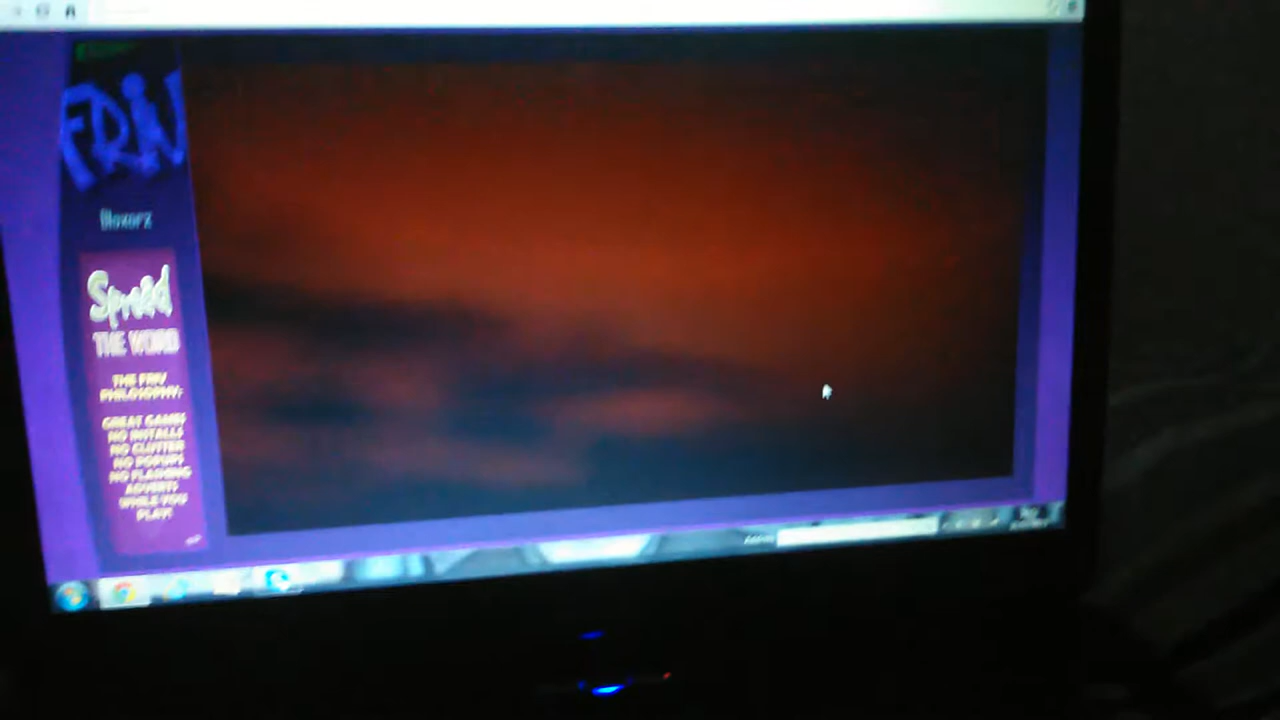 FRIV
Bloxorz
Spread
THE WORD
THE FRIV
PHILOSOPHY:
GREAT GAMES
NO INSTALLS
NO CLUTTER
NO POPUPS
NO FLASHING
ADVERTS
WHILE YOU
PLAY!